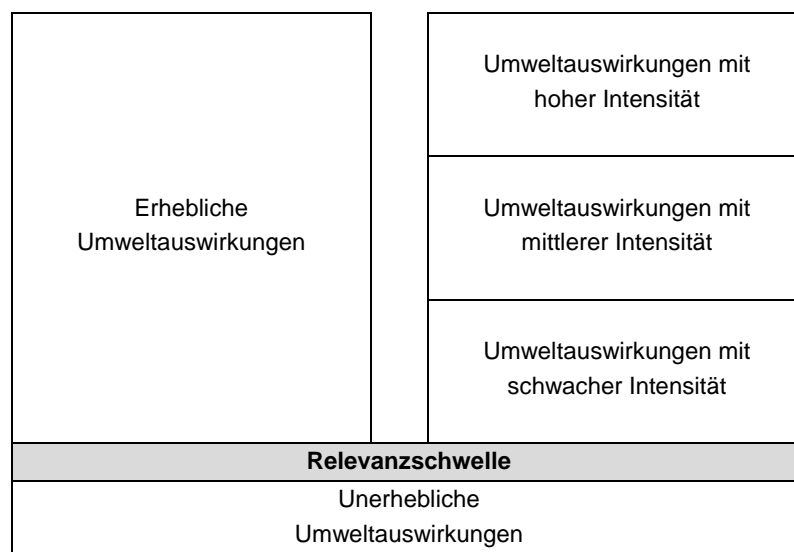 Erhebliche
Umweltauswirkungen
Umweltauswirkungen mit
hoher Intensität
Umweltauswirkungen mit
mittlerer Intensität
Umweltauswirkungen mit
schwacher Intensität
Relevanzschwelle
Unerhebliche
Umweltauswirkungen